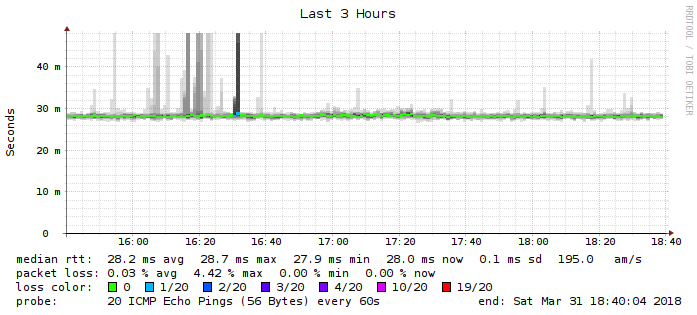 Last 3 Hours
RRDTOOL / TOBI OETIKER
Seconds
40 m
30 m
20 m
10 m
0
16:00 16:20 16:40 17:00 17:20 17:40 18:00 18:20 18:40
median rtt: 28.2 ms avg 28.7 ms max 27.9 ms min 28.0 ms now 0.1 ms sd 195.0 am/s
packet loss: 0.03 % avg 4.42 % max 0.00 % min 0.00 % now
loss color: 0 1/20 2/20 3/20 4/20 10/20 19/20
probe: 20 ICMP Echo Pings (56 Bytes) every 60s end: Sat Mar 31 18:40:04 2018